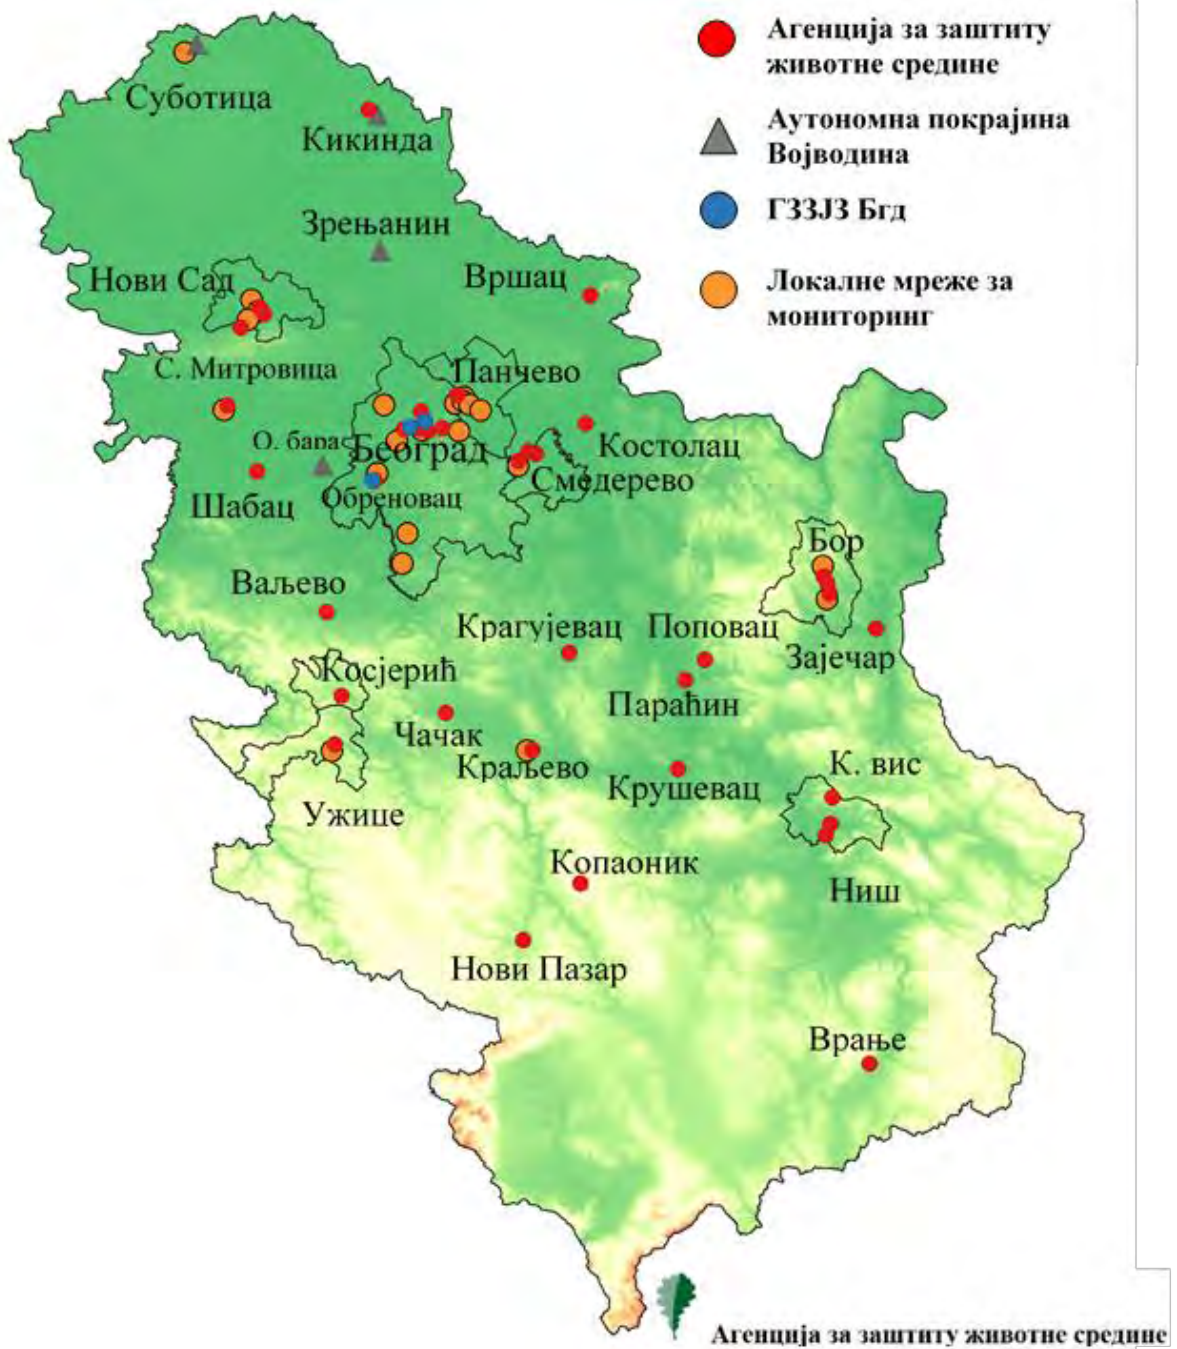 Агенција за заштиту
животне средине
Аутономна покрајина
Војводина
ГЗЗЈЗ Бгд
Локалне мреже за
мониторинг
Суботица
Кикинда
Зрењанин
Нови Сад
Вршац
С. Митровица
Панчево
О. бара
Београд
Костолац
Смедерево
Шабац
Обреновац
Бор
Ваљево
Крагујевац
Поповац
Зајечар
Косјерић
Параћин
Чачак
Краљево
К. вис
Крушевац
Ужице
Копаоник
Ниш
Нови Пазар
Врање
Агенција за заштиту животне средине